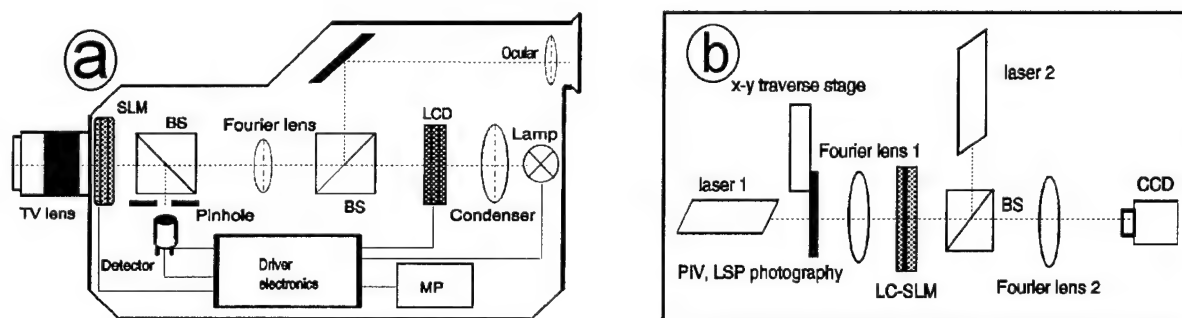 a
SLM
BS
Fourier lens
Ocular
LCD
Lamp
TV lens
Pinhole
BS
Condenser
Detector
Driver
electronics
MP
b
x-y traverse stage
laser 2
Fourier lens 1
laser 1
CCD
BS
PIV, LSP photography
LC-SLM
Fourier lens 2